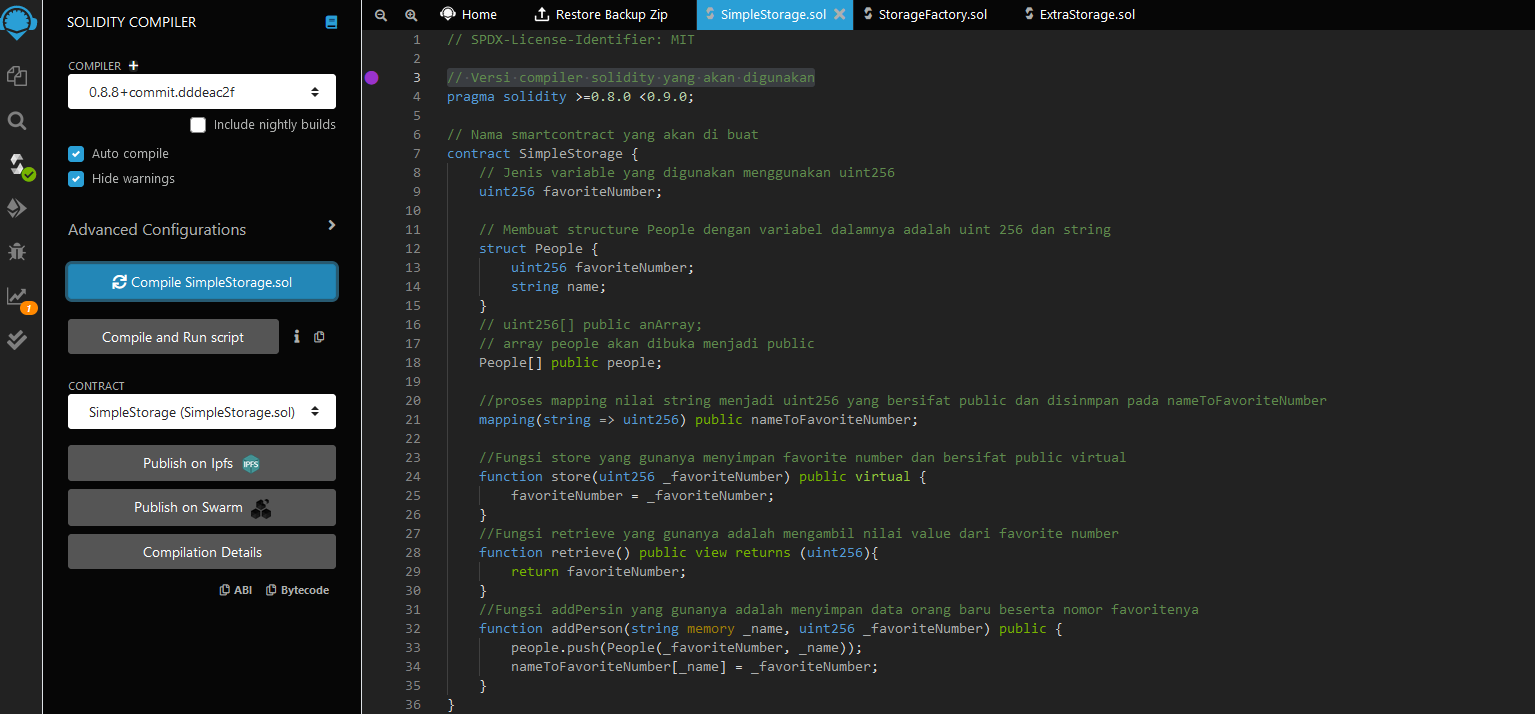 SOLIDITY COMPILER
COMPILER +
0.8.8+commit.dddeac2f
Include nightly builds
Auto compile
Hide warnings
Advanced Configurations
Compile SimpleStorage.sol
Compile and Run script
CONTRACT
SimpleStorage (SimpleStorage.sol)
Publish on Ipfs IPFS
Publish on Swarm
Compilation Details
ABI Bytecode
1
Home Restore Backup Zip SimpleStorage.sol StorageFactory.sol ExtraStorage.sol
1 // SPDX-License-Identifier: MIT
2
3 // Versi compiler solidity yang akan digunakan
4 pragma solidity >=0.8.0 <0.9.0;
5
6 // Nama smartcontract yang akan di buat
7 contract SimpleStorage {
8 // Jenis variable yang digunakan menggunakan uint256
9 uint256 favoriteNumber;
10
11 // Membuat structure People dengan variabel dalamnya adalah uint 256 dan string
12 struct People {
13 uint256 favoriteNumber;
14 string name;
15 }
16 // uint256[] public anArray;
17 // array people akan dibuka menjadi public
18 People[] public people;
19
20 //proses mapping nilai string menjadi uint256 yang bersifat public dan disinmpan pada nameToFavoriteNumber
21 mapping(string => uint256) public nameToFavoriteNumber;
22
23 //Fungsi store yang gunanya menyimpan favorite number dan bersifat public virtual
24 function store(uint256 _favoriteNumber) public virtual {
25 favoriteNumber = _favoriteNumber;
26 }
27 //Fungsi retrieve yang gunanya adalah mengambil nilai value dari favorite number
28 function retrieve() public view returns (uint256){
29 return favoriteNumber;
30 }
31 //Fungsi addPersin yang gunanya adalah menyimpan data orang baru beserta nomor favoritenya
32 function addPerson(string memory _name, uint256 _favoriteNumber) public {
33 people.push(People(_favoriteNumber, _name));
34 nameToFavoriteNumber[_name] = _favoriteNumber;
35 }
36 }